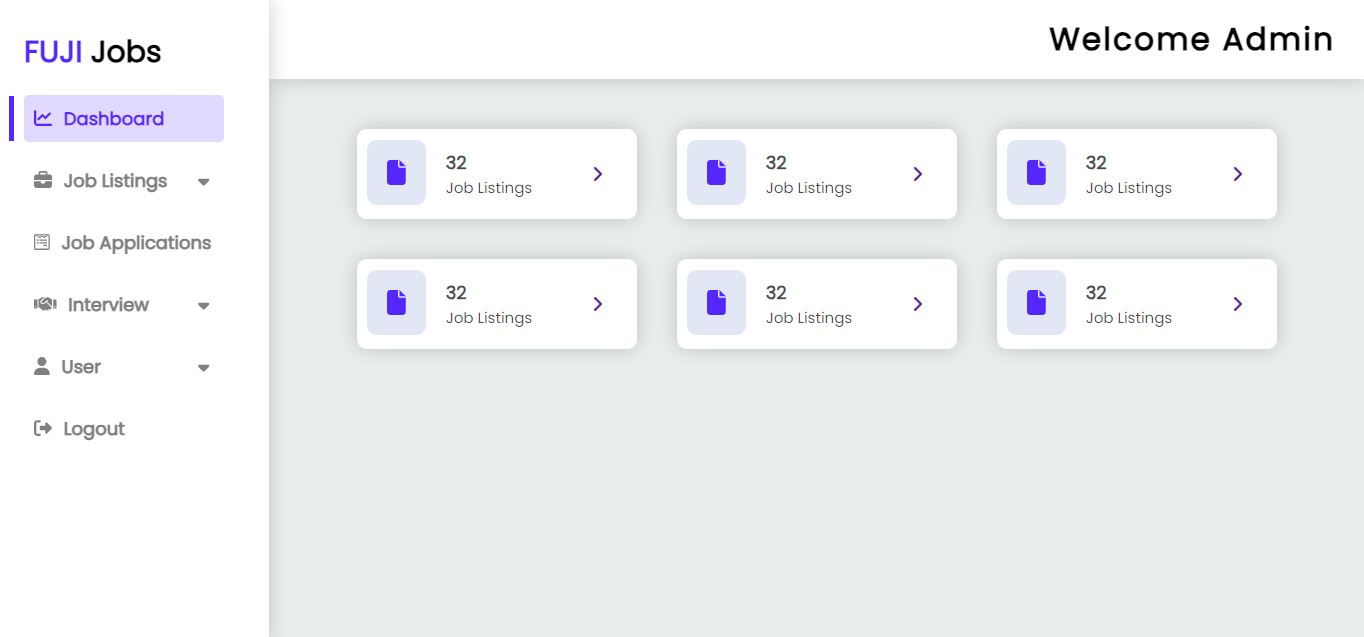 FUJI Jobs
Welcome Admin
Dashboard
Job Listings
Job Applications
Interview
User
Logout
32
Job Listings
32
Job Listings
32
Job Listings
32
Job Listings
32
Job Listings
32
Job Listings